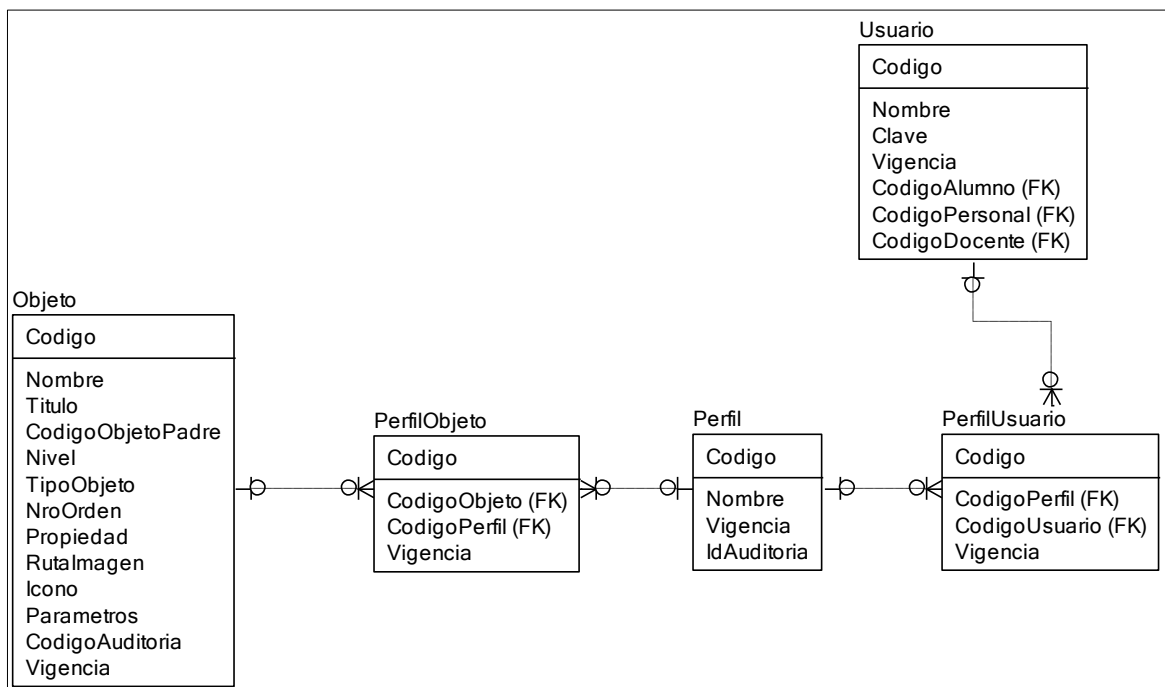 Usuario
Codigo
Nombre
Clave
Vigencia
CodigoAlumno (FK)
CodigoPersonal (FK)
CodigoDocente (FK)
Objeto
Codigo
Nombre
Titulo
CodigoObjetoPadre
Nivel
TipoObjeto
NroOrden
Propiedad
RutaImagen
Icono
Parametros
CodigoAuditoria
Vigencia
PerfilObjeto
Codigo
CodigoObjeto (FK)
CodigoPerfil (FK)
Vigencia
Perfil
Codigo
Nombre
Vigencia
IdAuditoria
PerfilUsuario
Codigo
CodigoPerfil (FK)
CodigoUsuario (FK)
Vigencia